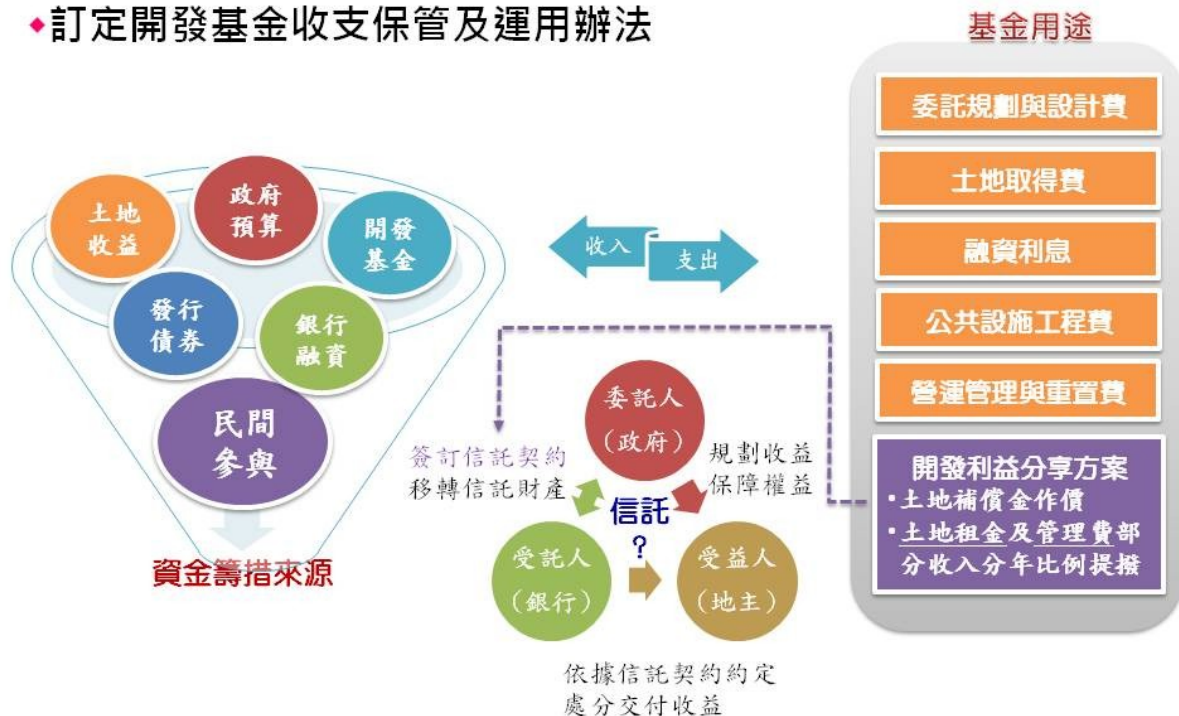 ◆訂定開發基金收支保管及運用辦法
土地
收益
政府
預算
開發
基金
發行
債券
銀行
融資
民間
參與
資金籌措來源
收入
支出
委託人
(政府)
簽訂信託契約
移轉信託財產
規劃收益
保障權益
信託
?
受託人
(銀行)
受益人
(地主)
依據信託契約約定
處分交付收益
基金用途
委託規劃與設計費
土地取得費
融資利息
公共設施工程費
營運管理與重置費
開發利益分享方案
•土地補償金作價
•土地租金及管理費部
分收入分年比例提撥